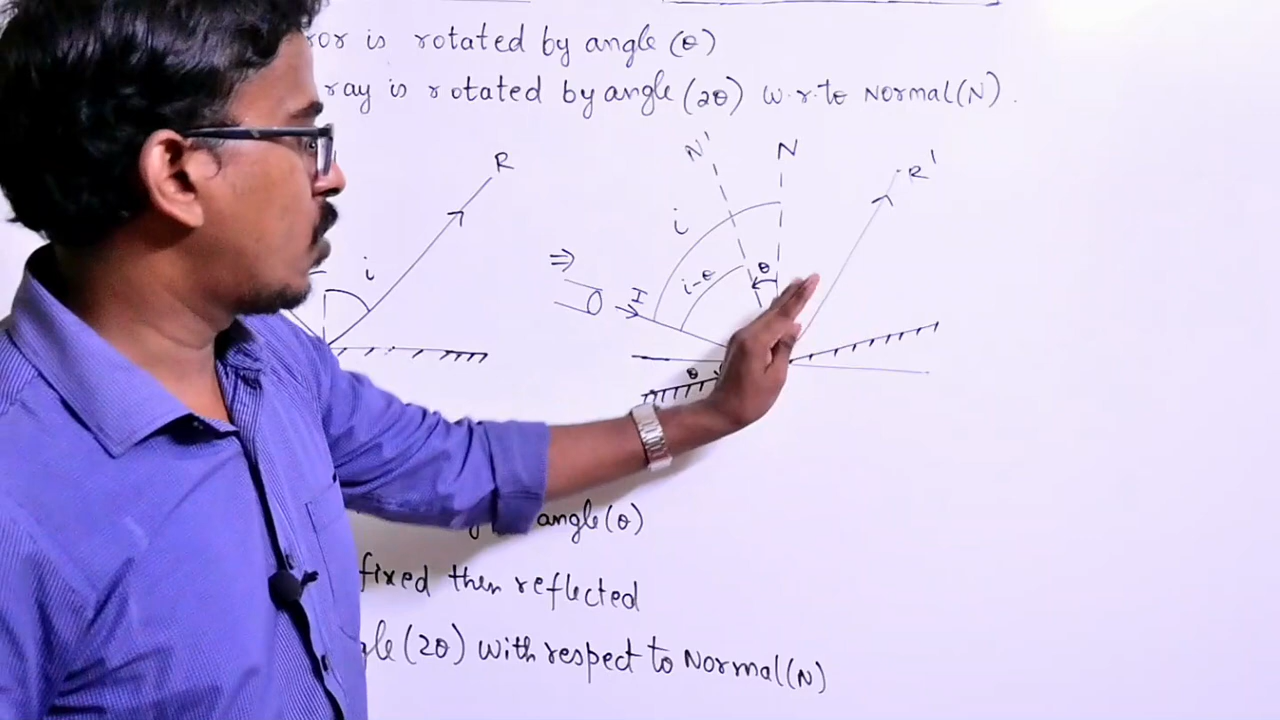 ror is rotated by angle (θ)
ray is rotated by angle (2θ) w.r.to Normal(N).
R
i
N'
N
R'
i
θ
i-θ
⇒
I
θ
angle(θ)
fixed then reflected
gle (2θ) with respect to Normal (N)